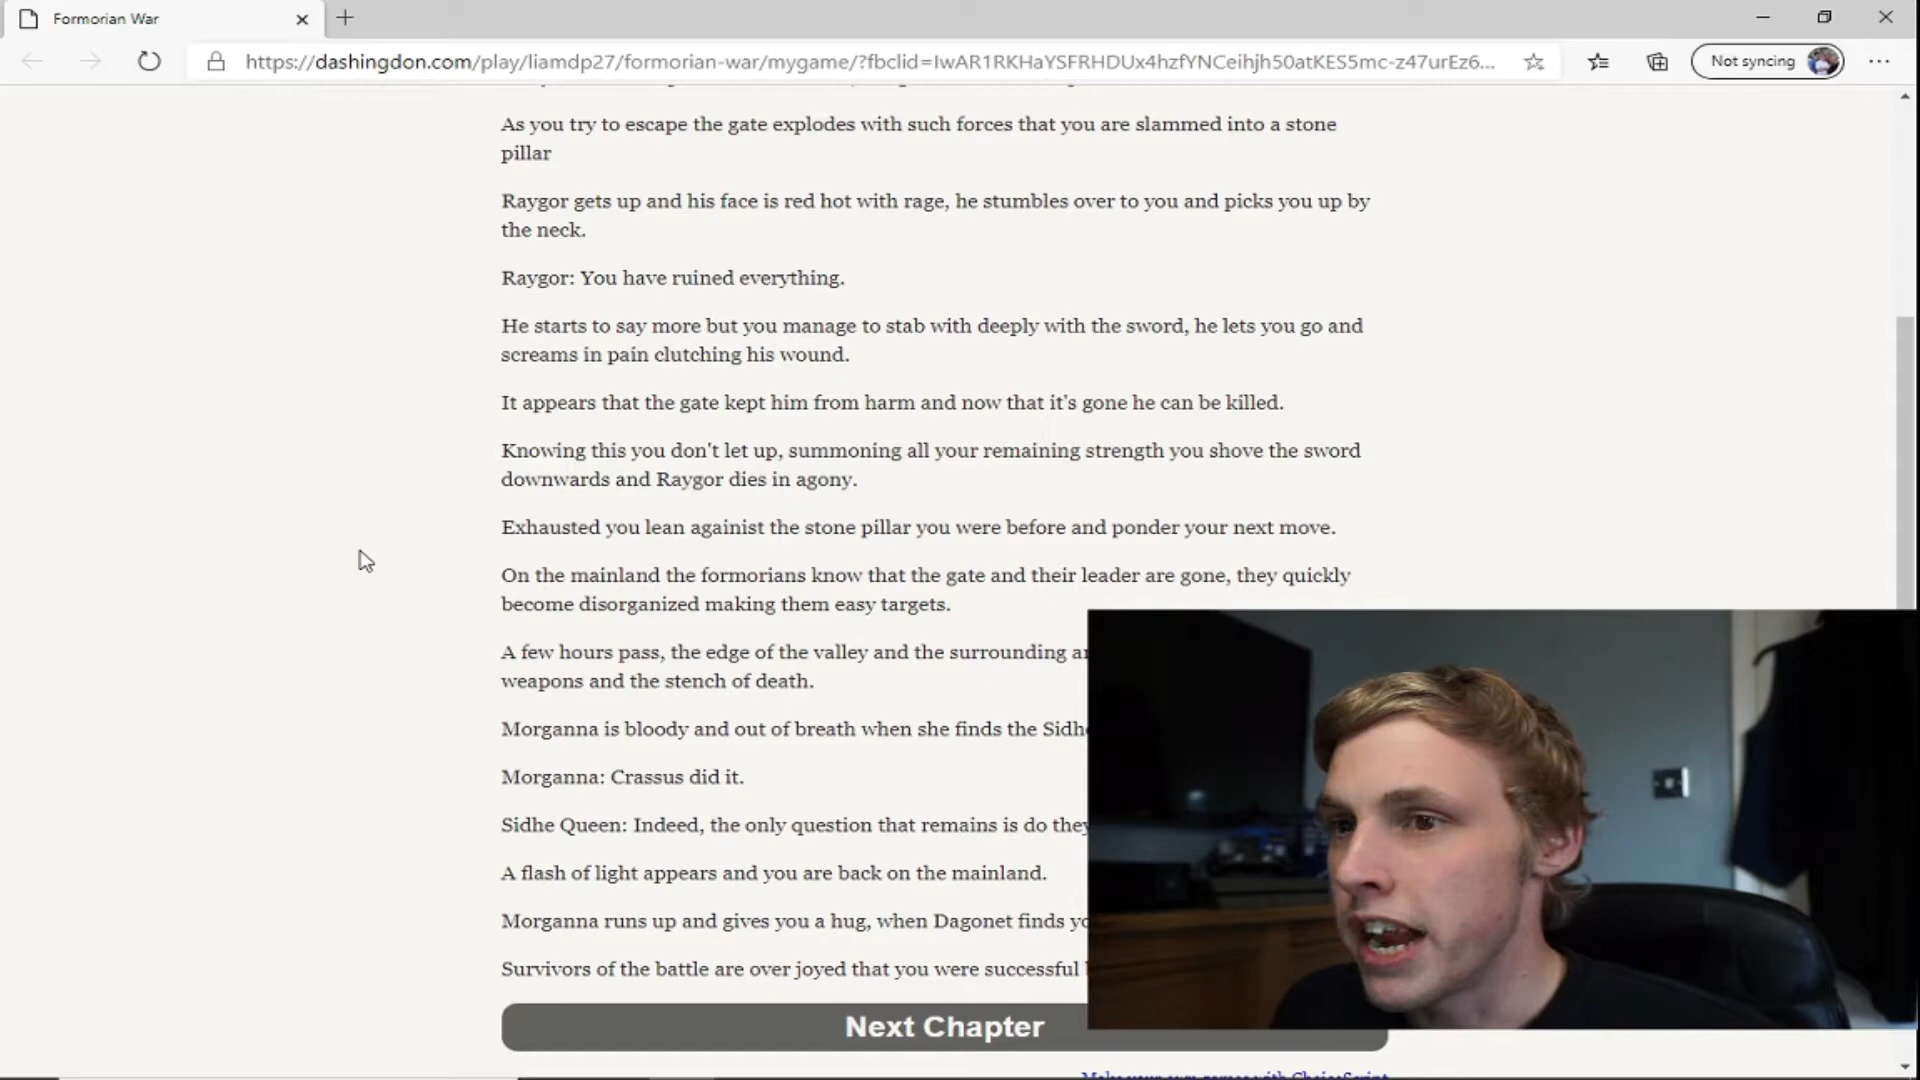 Formorian War
https://dashingdon.com/play/liamdp27/formorian-war/mygame/?fbclid=IwAR1RKHaYSFRHDUx4hzfYNCeihjh50atKES5mc-z47urEz6...
Not syncing
As you try to escape the gate explodes with such forces that you are slammed into a stone
pillar
Raygor gets up and his face is red hot with rage, he stumbles over to you and picks you up by
the neck.
Raygor: You have ruined everything.
He starts to say more but you manage to stab with deeply with the sword, he lets you go and
screams in pain clutching his wound.
It appears that the gate kept him from harm and now that it's gone he can be killed.
Knowing this you don't let up, summoning all your remaining strength you shove the sword
downwards and Raygor dies in agony.
Exhausted you lean againist the stone pillar you were before and ponder your next move.
On the mainland the formorians know that the gate and their leader are gone, they quickly
become disorganized making them easy targets.
A few hours pass, the edge of the valley and the surrounding
weapons and the stench of death.
Morganna is bloody and out of breath when she finds the Sidhe
Morganna: Crassus did it.
Sidhe Queen: Indeed, the only question that remains is do they
A flash of light appears and you are back on the mainland.
Morganna runs up and gives you a hug, when Dagonet finds
Survivors of the battle are over joyed that you were successful
Next Chapter
Make your own games with ChoiceScript